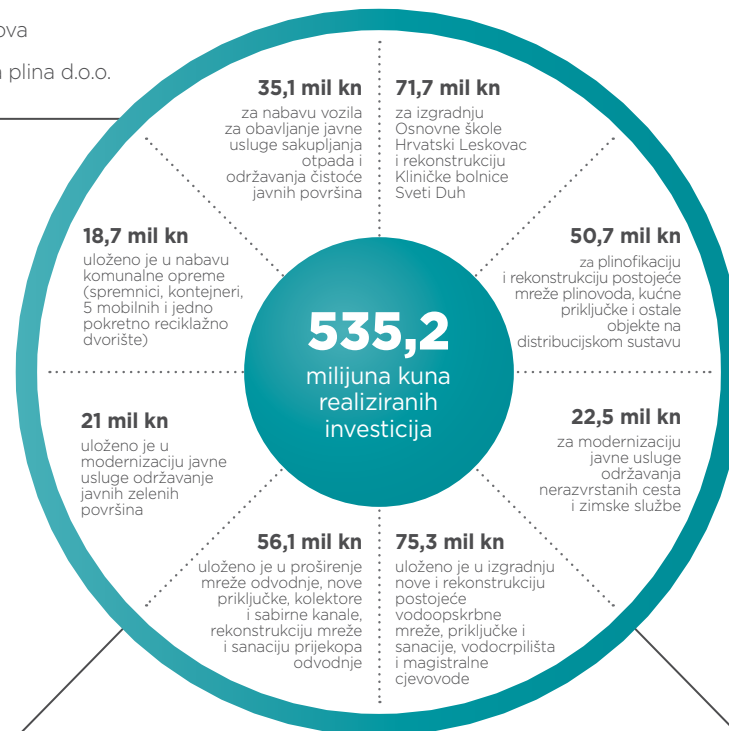 plina d.o.o.
35,1 mil kn
za nabavu vozila
za obavljanje javne
usluge sakupljanja
otpada i
održavanja čistoće
javnih površina
71,7 mil kn
za izgradnju
Osnovne škole
Hrvatski Leskovac
i rekonstrukciju
Kliničke bolnice
Sveti Duh
18,7 mil kn
uloženo je u nabavu
komunalne opreme
(spremnici, kontejneri,
5 mobilnih i jedno
pokretno reciklažno
dvorište)
50,7 mil kn
za plinofikaciju
i rekonstrukciju postojeće
mreže plinovoda, kućne
priključke i ostale
objekte na
distribucijskom sustavu
535,2
milijuna kuna
realiziranih
investicija
21 mil kn
uloženo je u
modernizaciju javne
usluge održavanje
javnih zelenih
površina
22,5 mil kn
za modernizaciju
javne usluge
održavanja
nerazvrstanih cesta
i zimske službe
56,1 mil kn
uloženo je u proširenje
mreže odvodnje, nove
priključke, kolektore
i sabirne kanale,
rekonstrukciju mreže
i sanaciju prijekopa
odvodnje
75,3 mil kn
uloženo je u izgradnju
nove i rekonstrukciju
postojeće
vodoopskrbne
mreže, priključke i
sanacije, vodocrpilišta
i magistralne
cjevovode